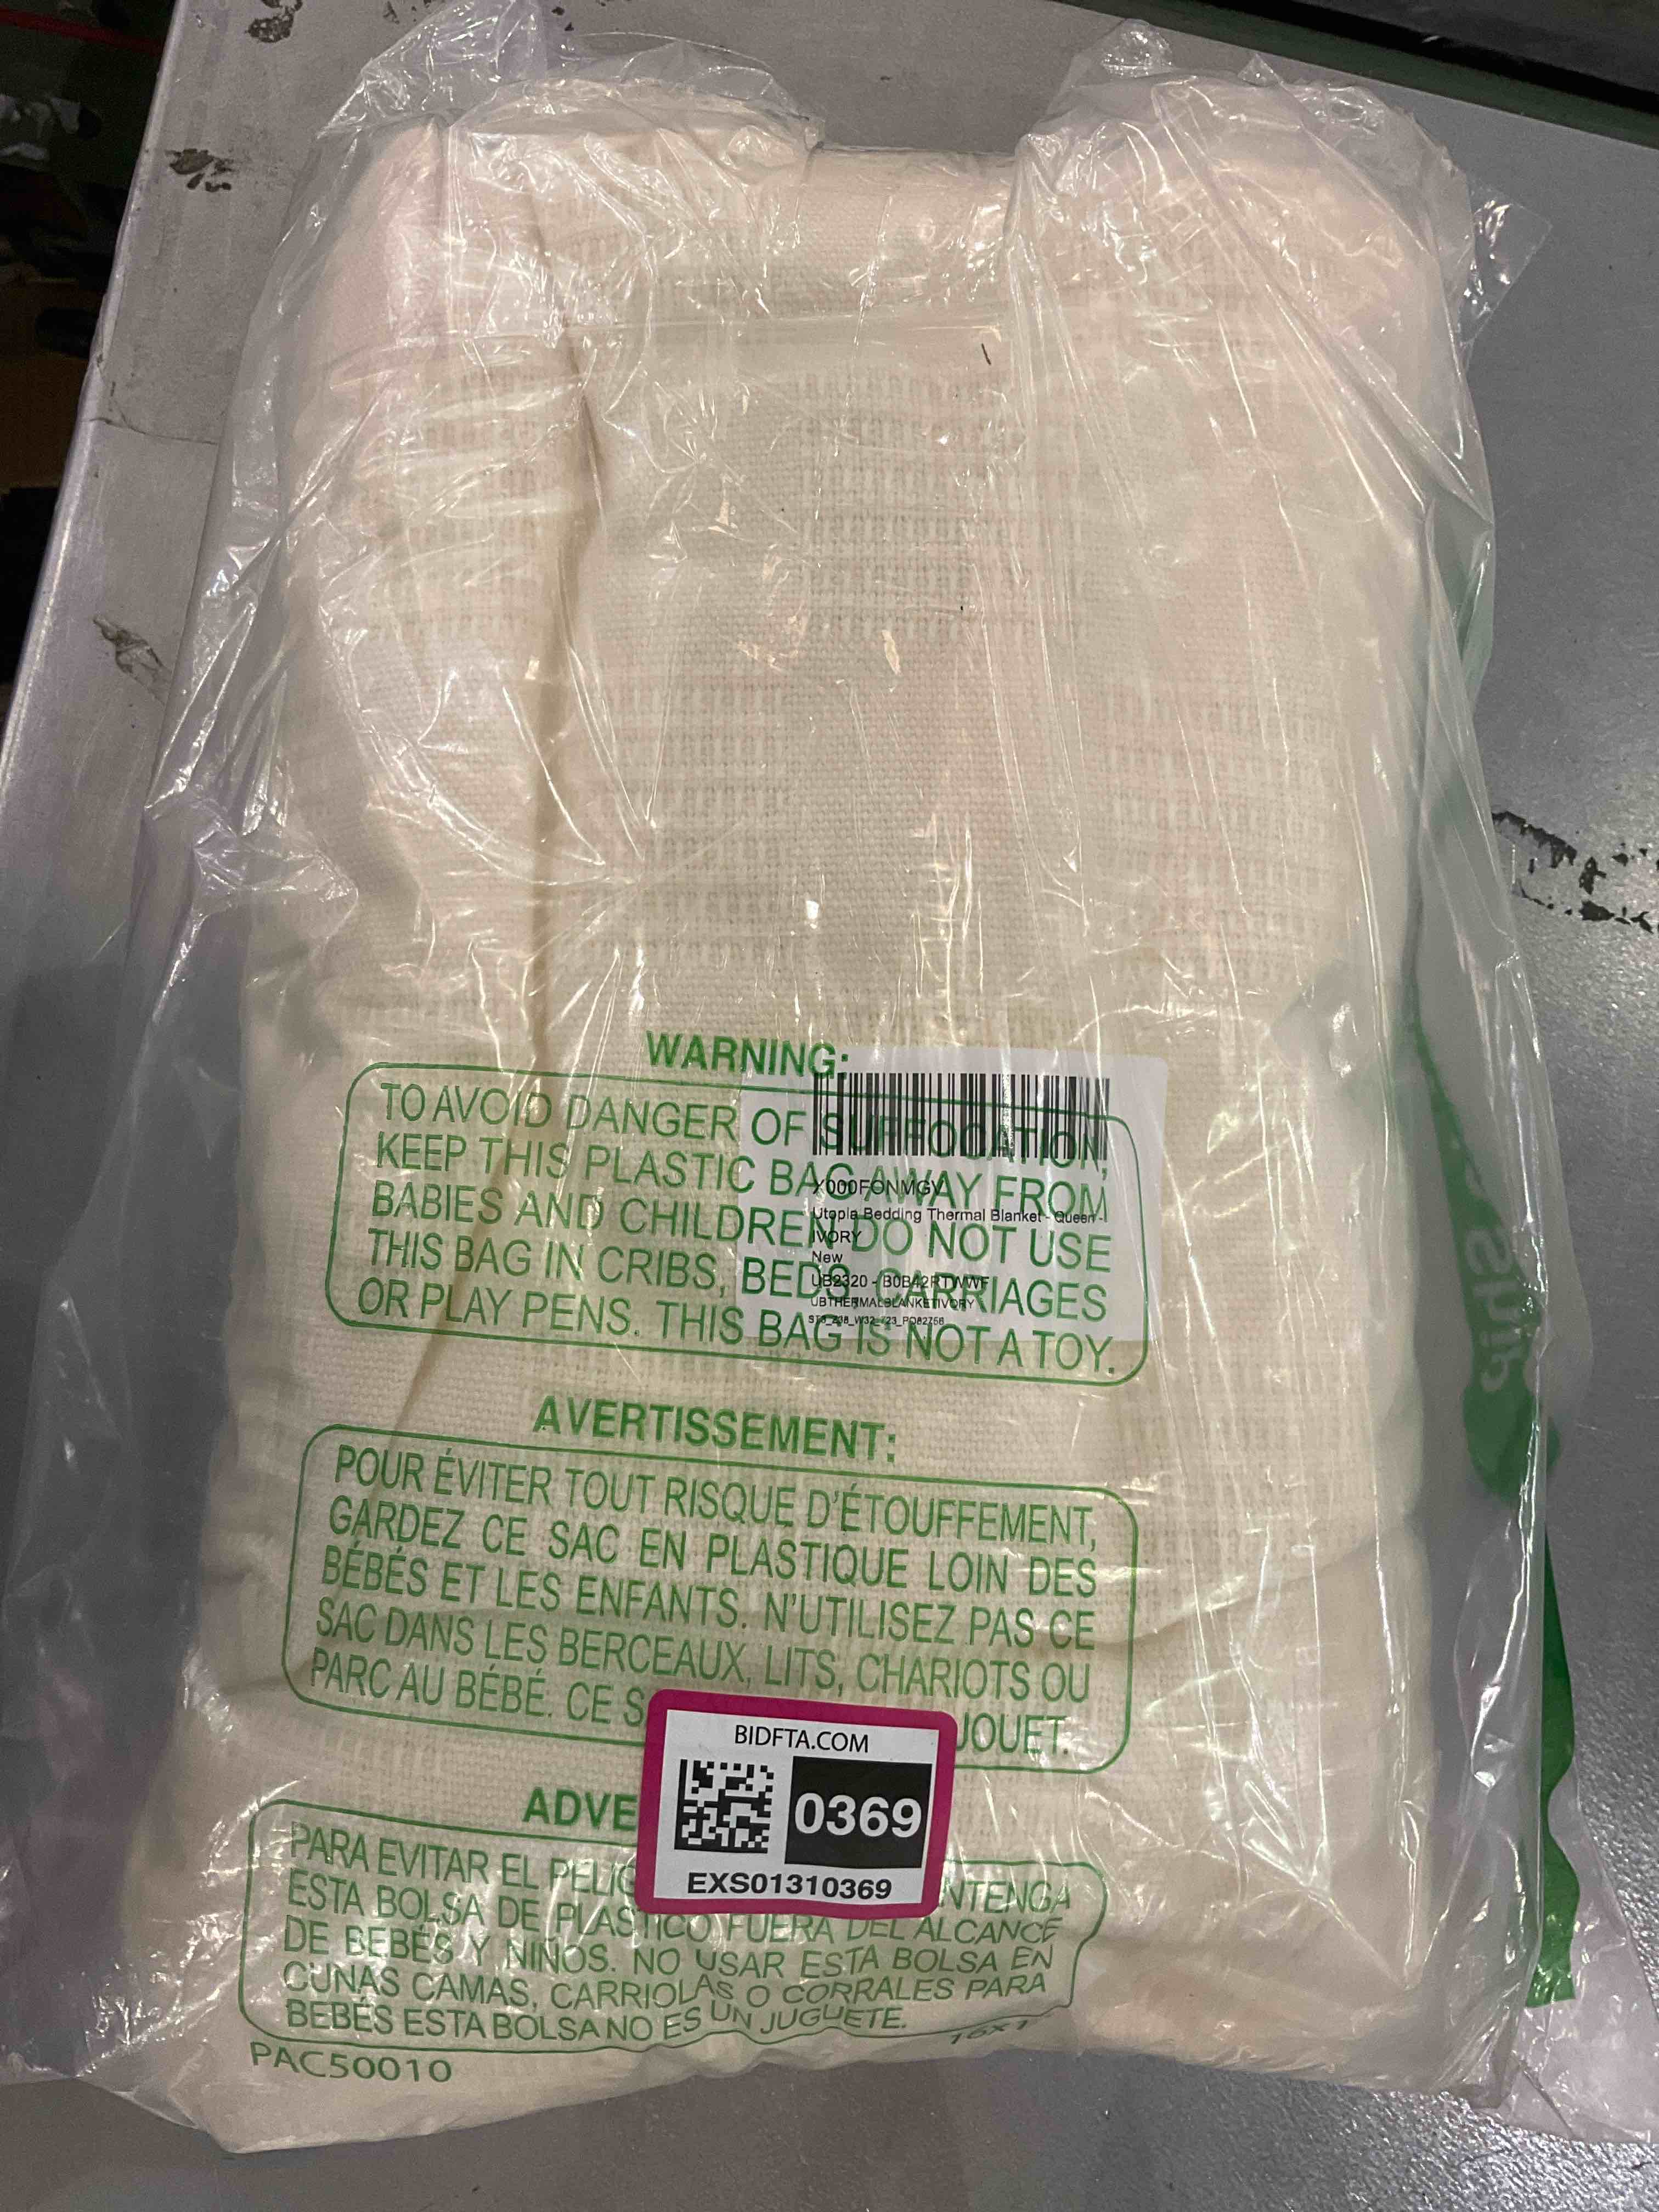 WARNING:
TO AVOID DANGER OF SUFFOCATION,
KEEP THIS PLASTIC BAG AWAY FROM
BABIES AND CHILDREN DO NOT USE
THIS BAG IN CRIBS, BEDS, CARRIAGES
OR PLAY PENS. THIS BAG IS NOT A TOY.
X000FONMGV
Utopia Bedding Thermal Blanket - Queen -
IVORY
New
UB2320 - B0B42RTWWF
UBTHERMALBLANKETIVORY
Ship
AVERTISSEMENT:
POUR ÉVITER TOUT RISQUE D'ÉTOUFFEMENT,
GARDEZ CE SAC EN PLASTIQUE LOIN DES
BÉBÉS ET LES ENFANTS. N'UTILISEZ PAS CE
SAC DANS LES BERCEAUX, LITS, CHARIOTS OU
PARC AU BÉBÉ. CE S JOUET.
BIDFTA.COM
0369
EXS01310369
ADVE
PARA EVITAR EL PELIG NTENGA
ESTA BOLSA DE PLASTICO FUERA DEL ALCANCE
DE BEBÉS Y NIÑOS. NO USAR ESTA BOLSA EN
CUNAS CAMAS, CARRIOLAS O CORRALES PARA
BEBÉS ESTA BOLSA NO ES UN JUGUETE.
PAC50010